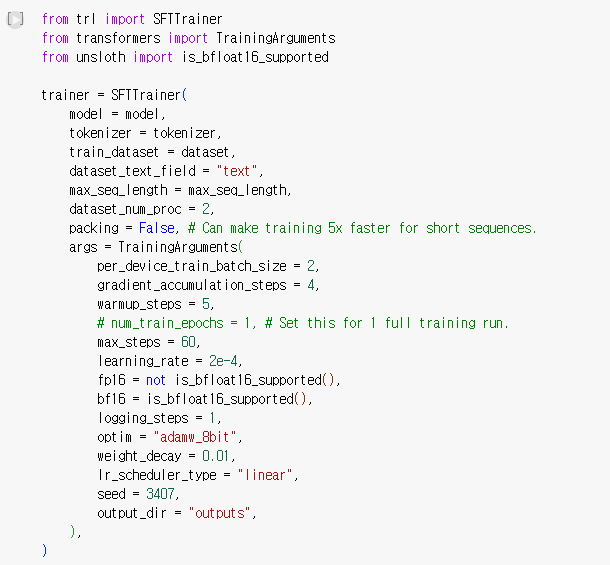 from trl import SFTTrainer
from transformers import TrainingArguments
from unsloth import is_bfloat16_supported

trainer = SFTTrainer(
    model = model,
    tokenizer = tokenizer,
    train_dataset = dataset,
    dataset_text_field = "text",
    max_seq_length = max_seq_length,
    dataset_num_proc = 2,
    packing = False, # Can make training 5x faster for short sequences.
    args = TrainingArguments(
        per_device_train_batch_size = 2,
        gradient_accumulation_steps = 4,
        warmup_steps = 5,
        # num_train_epochs = 1, # Set this for 1 full training run.
        max_steps = 60,
        learning_rate = 2e-4,
        fp16 = not is_bfloat16_supported(),
        bf16 = is_bfloat16_supported(),
        logging_steps = 1,
        optim = "adamw_8bit",
        weight_decay = 0.01,
        lr_scheduler_type = "linear",
        seed = 3407,
        output_dir = "outputs",
    ),
)